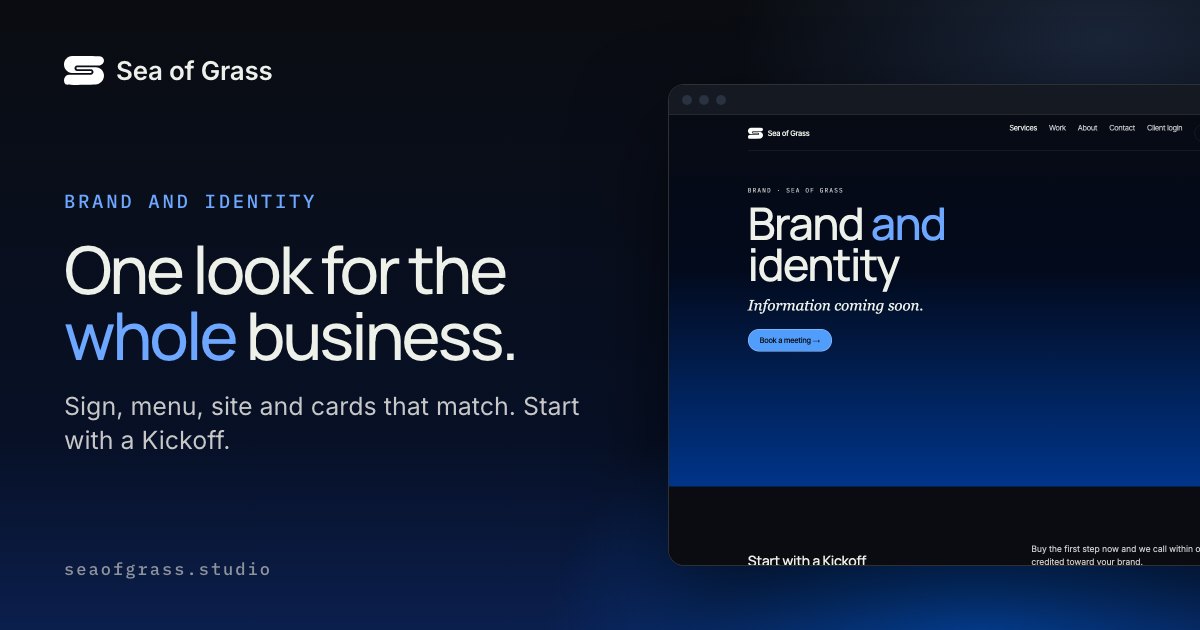 Sea of Grass
BRAND AND IDENTITY
One look for the
whole business.
Sign, menu, site and cards that match. Start
with a Kickoff.
seaofgrass.studio
Sea of Grass
Services Work About Contact Client login
BRAND · SEA OF GRASS
Brand and
identity
Information coming soon.
Book a meeting →
Start with a Kickoff
Buy the first step now and we call within
credited toward your brand.